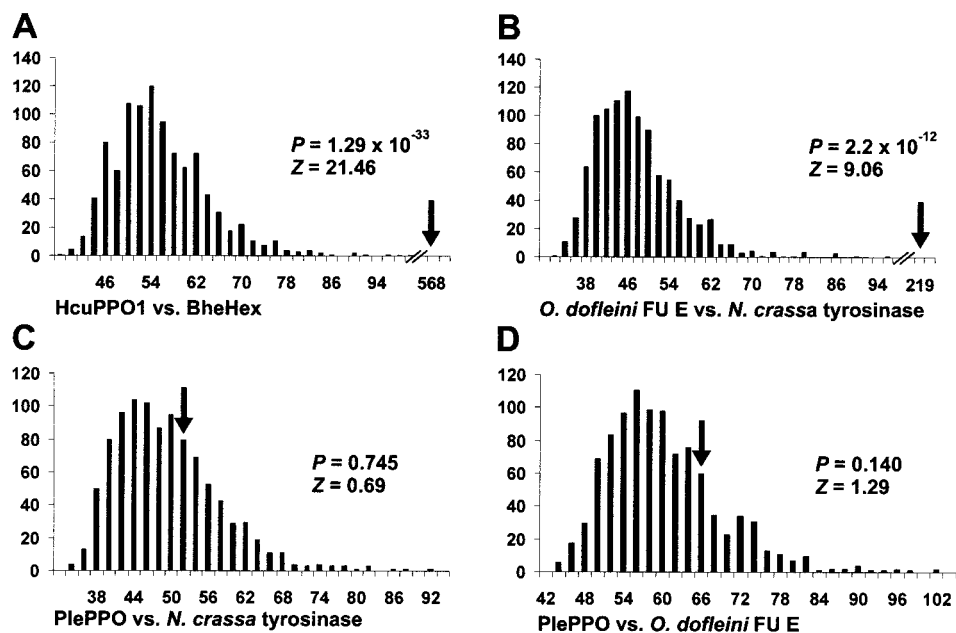 A
140
120
100
80
60
40
20
0
P = 1.29 x 10^-33
Z = 21.46
46 54 62 70 78 86 94 568
HcuPPO1 vs. BheHex
B
140
120
100
80
60
40
20
0
P = 2.2 x 10^-12
Z = 9.06
38 46 54 62 70 78 86 94 219
O. dofleini FU E vs. N. crassa tyrosinase
C
120
100
80
60
40
20
0
P = 0.745
Z = 0.69
38 44 50 56 62 68 74 80 86 92
PlePPO vs. N. crassa tyrosinase
D
120
100
80
60
40
20
0
P = 0.140
Z = 1.29
42 48 54 60 66 72 78 84 90 96 102
PlePPO vs. O. dofleini FU E